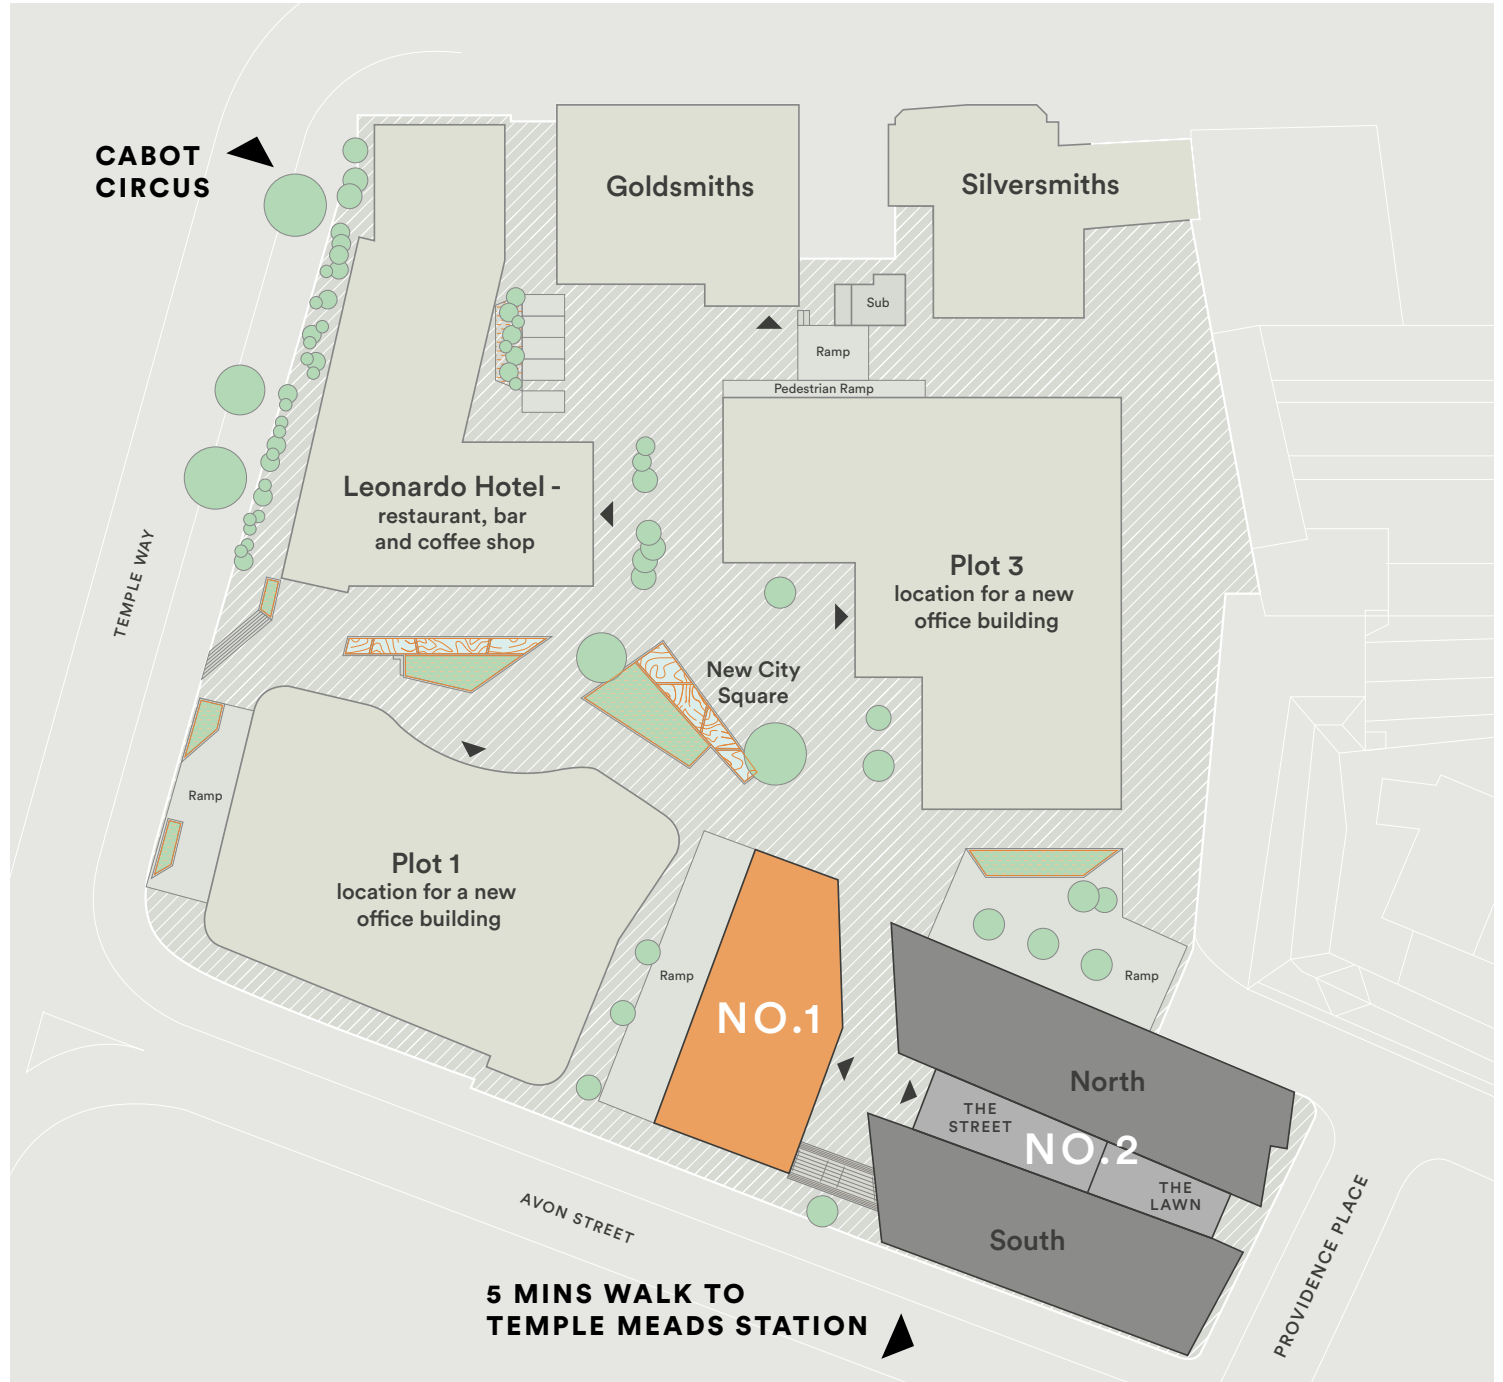 CABOT
CIRCUS
Goldsmiths
Silversmiths
Sub
Ramp
Pedestrian Ramp
Leonardo Hotel -
restaurant, bar
and coffee shop
TEMPLE WAY
Plot 3
location for a new
office building
New City
Square
Ramp
Plot 1
location for a new
office building
Ramp
NO.1
Ramp
North
THE
STREET
NO.2
THE
LAWN
South
AVON STREET
PROVIDENCE PLACE
5 MINS WALK TO
TEMPLE MEADS STATION